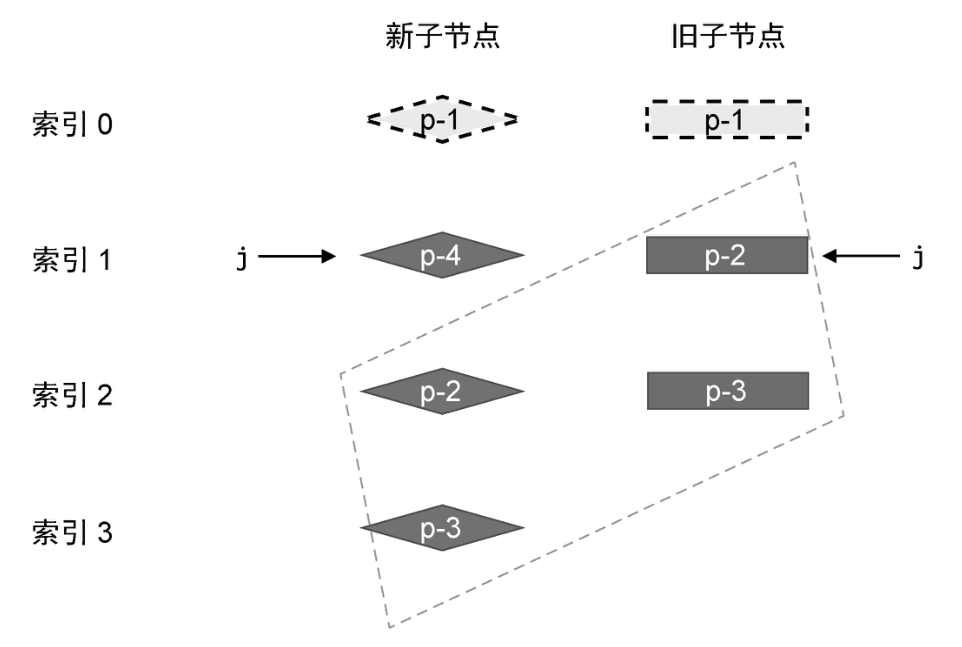 新子节点 旧子节点
索引 0 p-1 p-1
索引 1 j p-4 p-2 j
索引 2 p-2 p-3
索引 3 p-3